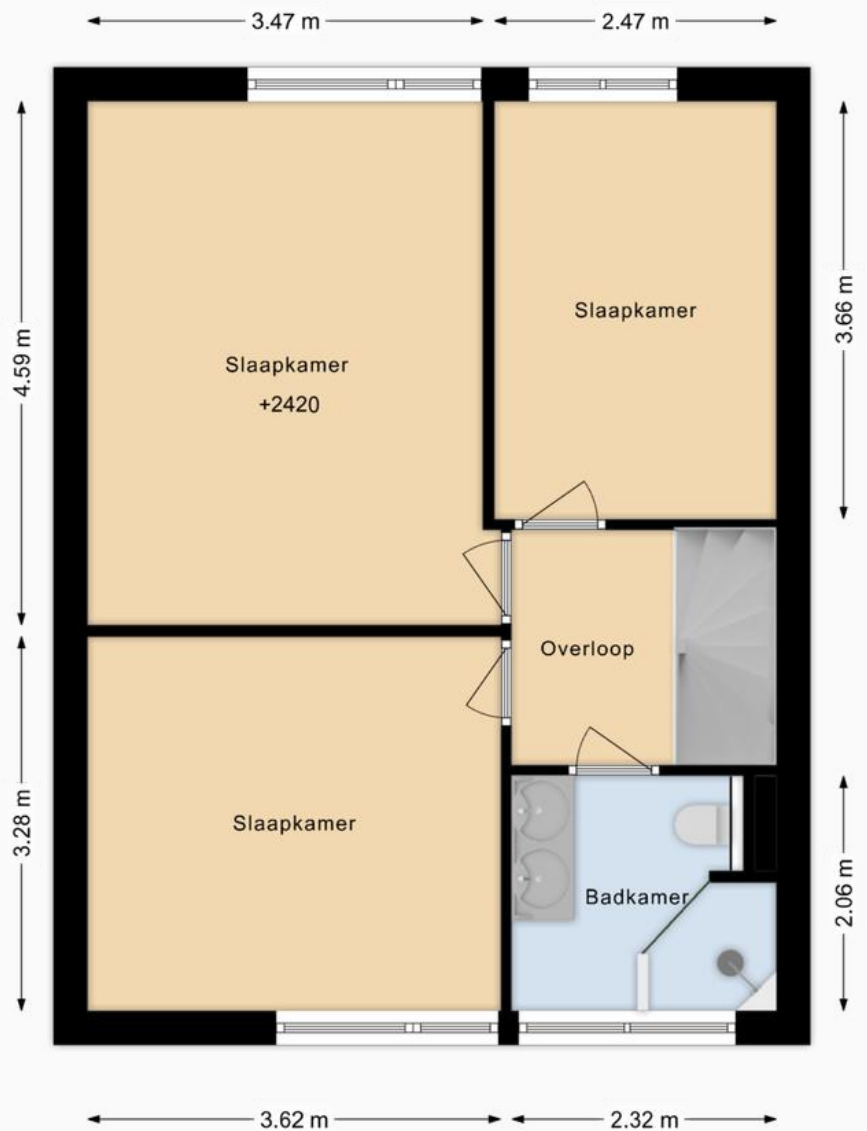 3.47 m
2.47 m
4.59 m
3.66 m
Slaapkamer
Slaapkamer
+2420
Overloop
3.28 m
Slaapkamer
Badkamer
2.06 m
3.62 m
2.32 m